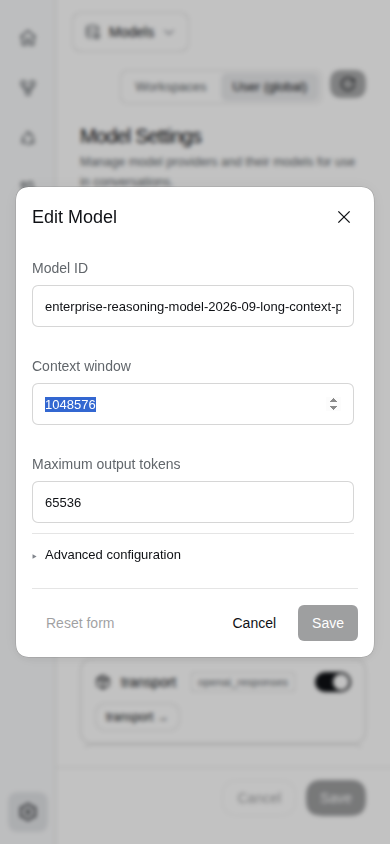 Models
Workspaces
User (global)
Model Settings
Manage model providers and their models for use
in conversations.
Edit Model
Model ID
enterprise-reasoning-model-2026-09-long-context-p
Context window
1048576
Maximum output tokens
65536
Advanced configuration
Reset form
Cancel
Save
transport
openai_responses
transport
Cancel
Save